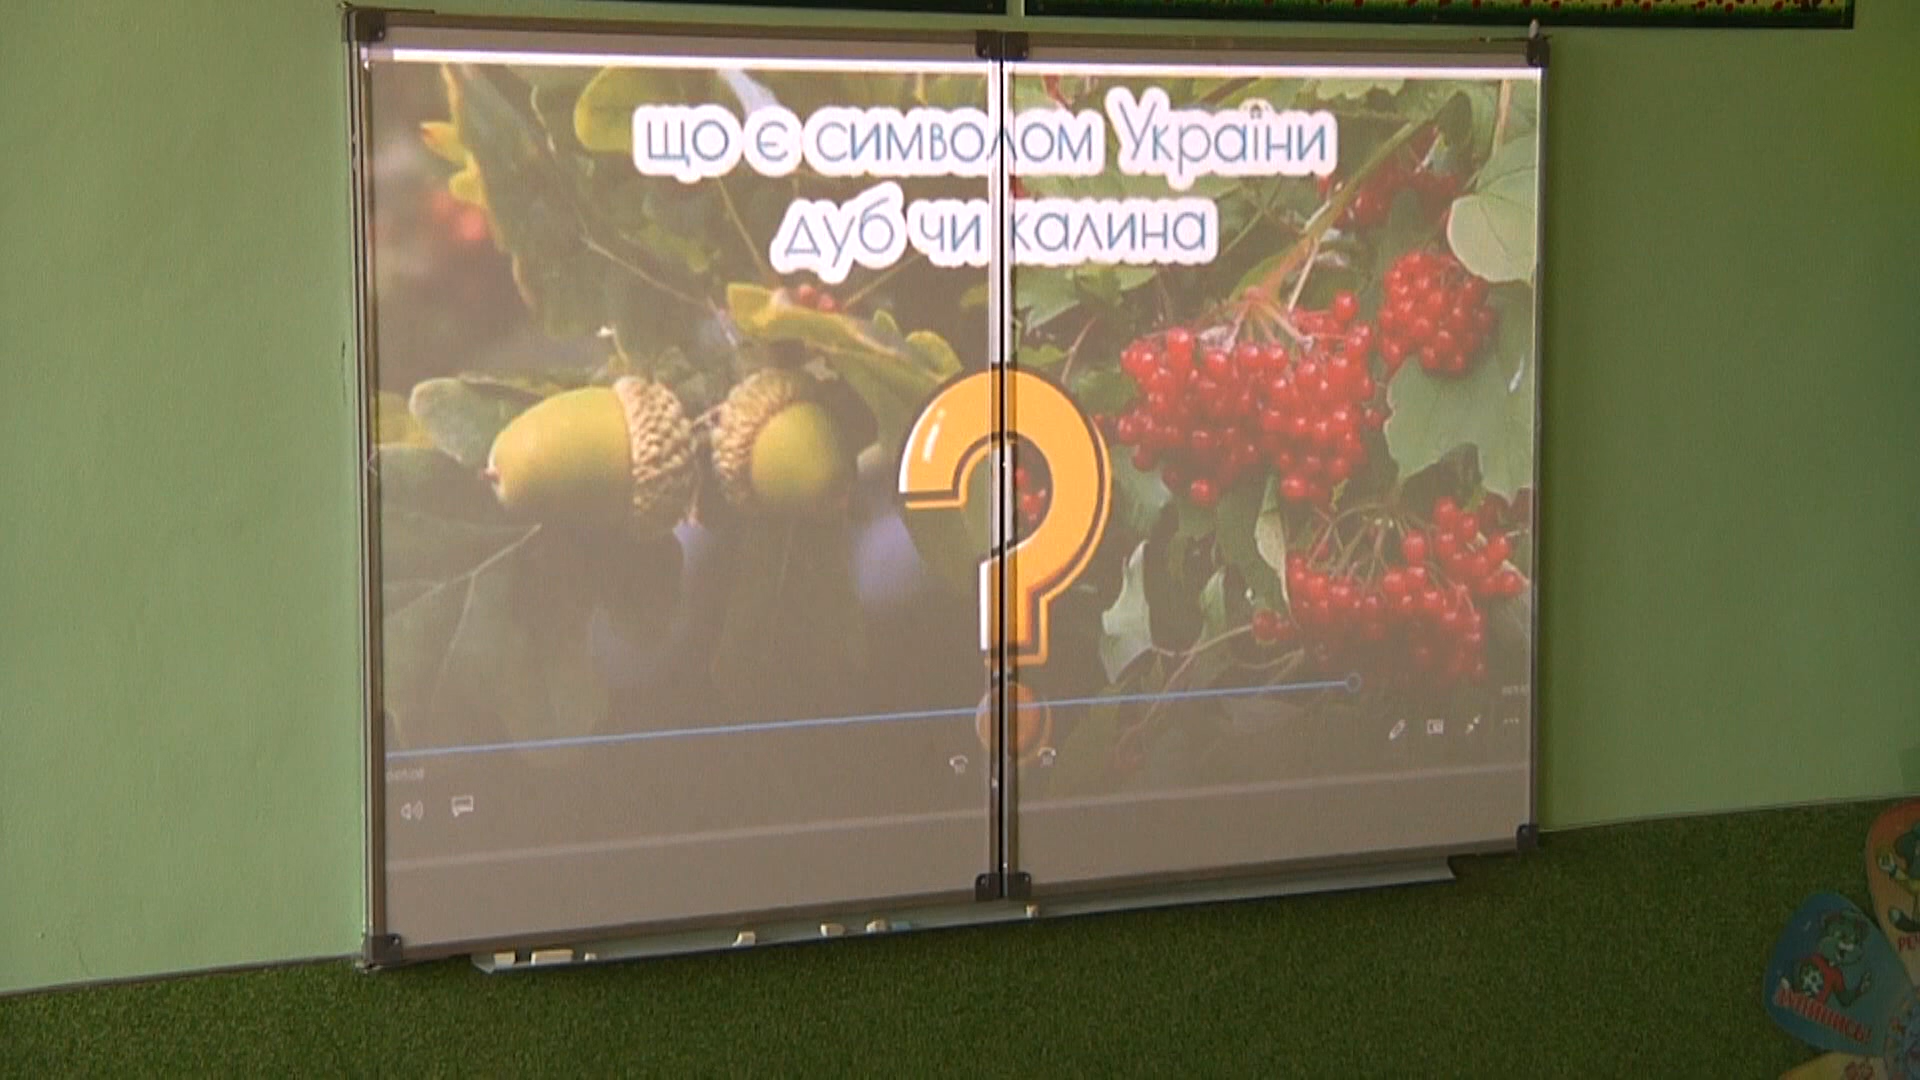 що є символом України
дуб чи калина